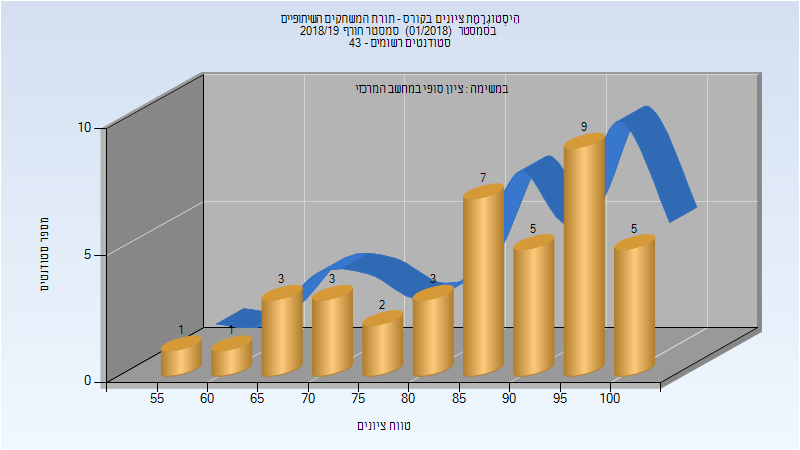 היסטוגרמת ציונים בקורס - תורת המשחקים השיתופיים
בסמסטר (01/2018) סמסטר חורף 2018/19
סטודנטים רשומים - 43
במשימה : ציון סופי במחשב המרכזי
10
5
0
מספר סטודנטים
1
1
3
3
2
3
7
5
9
5
55 60 65 70 75 80 85 90 95 100
טווח ציונים